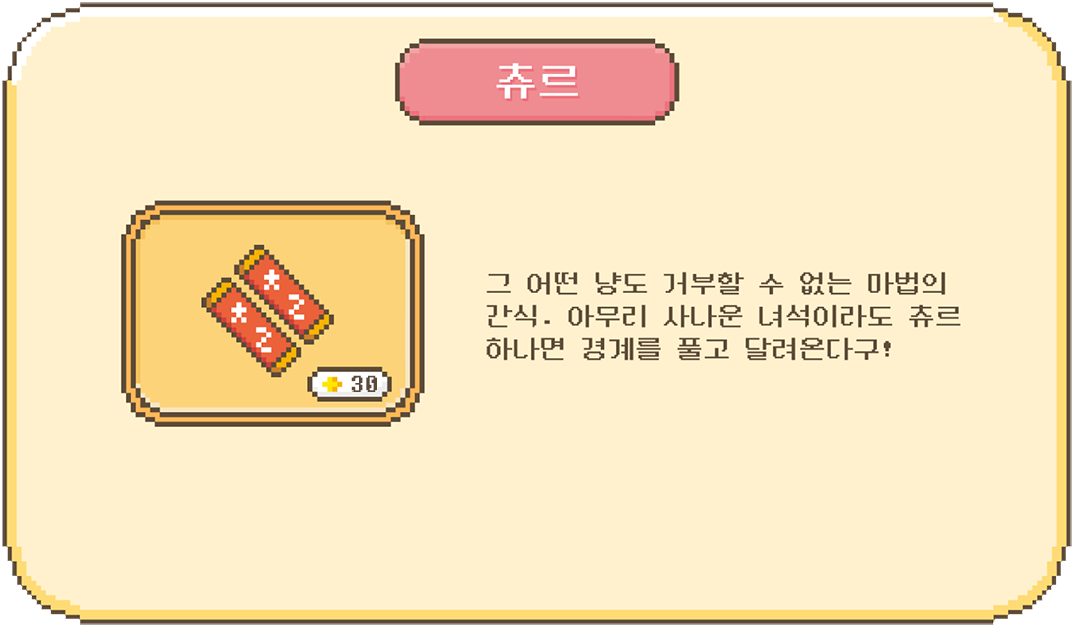 츄르
그 어떤 냥도 거부할 수 없는 마법의
간식. 아무리 사나운 녀석이라도 츄르
하나면 경계를 풀고 달려온다구!
30